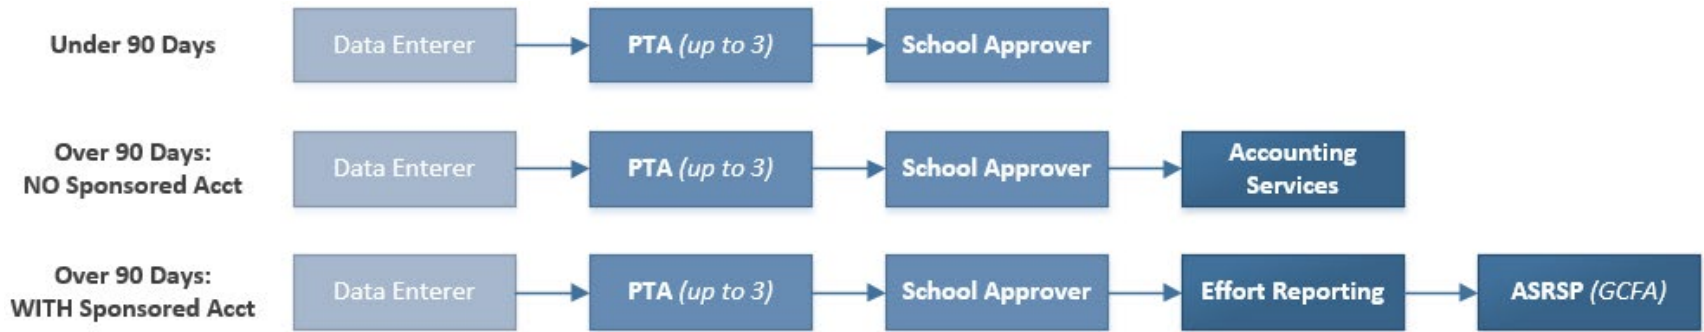 Under 90 Days
Data Enterer
PTA (up to 3)
School Approver
Over 90 Days:
NO Sponsored Acct
Data Enterer
PTA (up to 3)
School Approver
Accounting
Services
Over 90 Days:
WITH Sponsored Acct
Data Enterer
PTA (up to 3)
School Approver
Effort Reporting
ASRSP (GCFA)